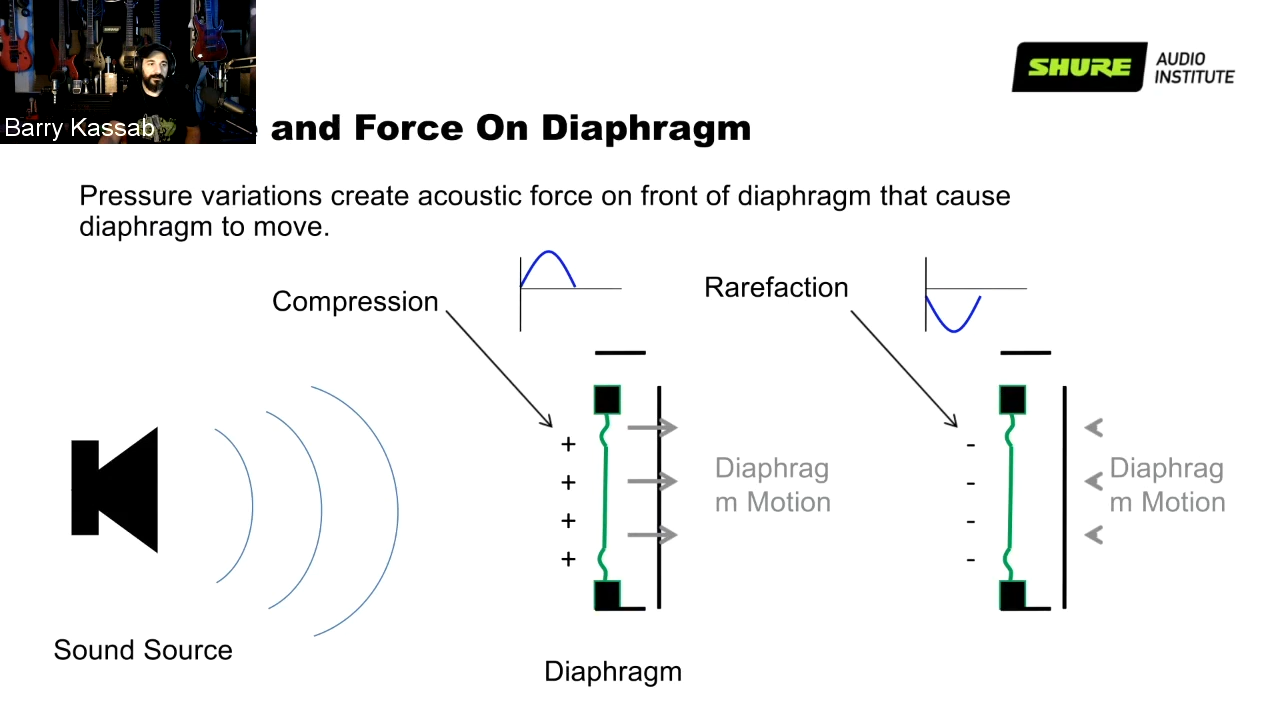 SHURE AUDIO INSTITUTE
Barry Kassab
and Force On Diaphragm
Pressure variations create acoustic force on front of diaphragm that cause
diaphragm to move.
Compression
Rarefaction
+
+
+
+
-
-
-
-
Diaphrag
m Motion
Diaphrag
m Motion
Sound Source
Diaphragm